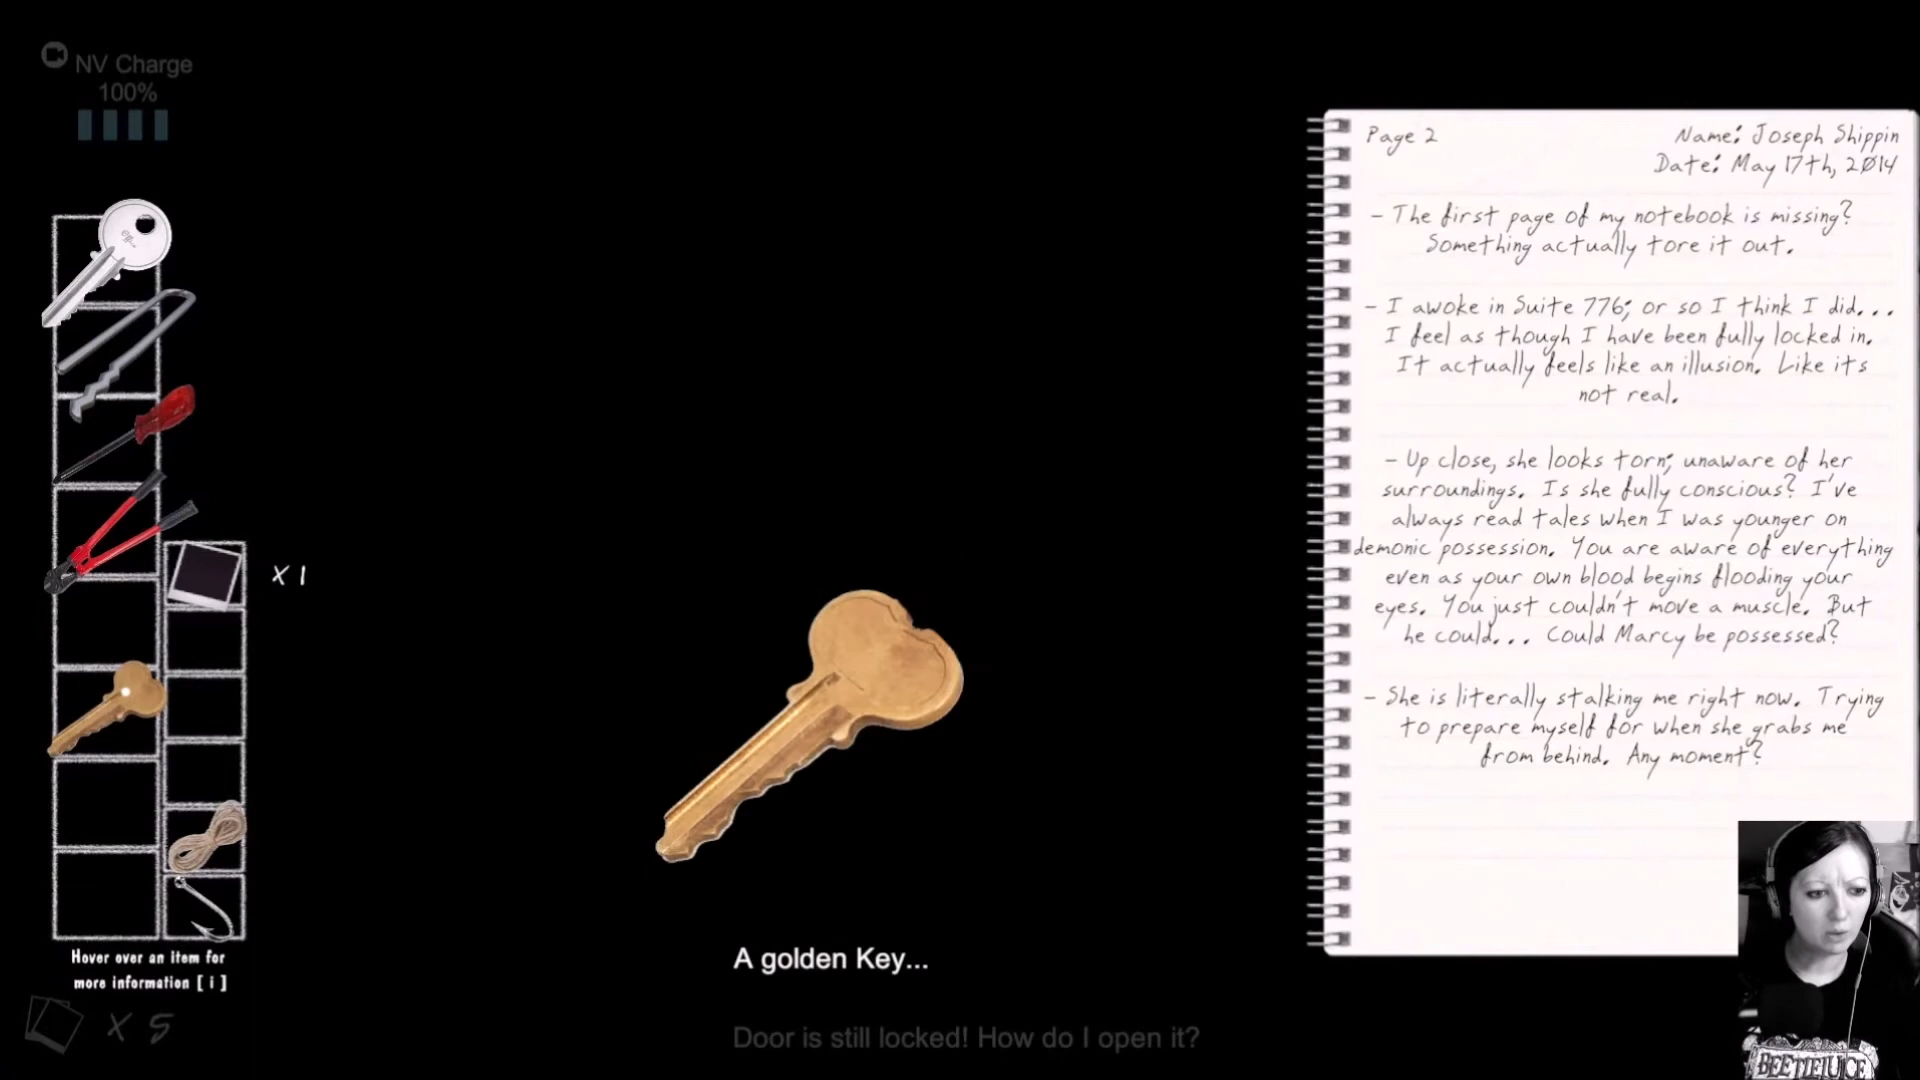 NV Charge
100%
X 1
Hover over an item for
more information [ i ]
X 5
A golden Key...
Door is still locked! How do I open it?
Page 2
Name: Joseph Shippin
Date: May 17th, 2014
- The first page of my notebook is missing?
Something actually tore it out.
- I awoke in Suite 776; or so I think I did...
I feel as though I have been fully locked in.
It actually feels like an illusion. Like it's
not real.
- Up close, she looks torn; unaware of her
surroundings. Is she fully conscious? I've
always read tales when I was younger on
demonic possession. You are aware of everything
even as your own blood begins flooding your
eyes. You just couldn't move a muscle. But
he could... Could Marcy be possessed?
- She is literally stalking me right now. Trying
to prepare myself for when she grabs me
from behind. Any moment?
BEETLEJUICE